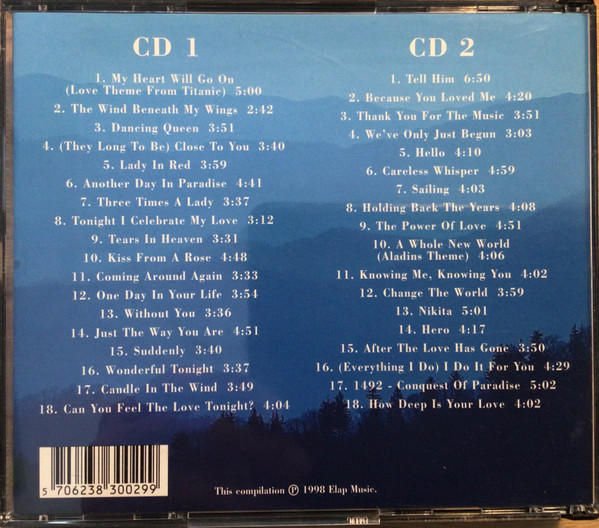 CD 1
1. My Heart Will Go On
(Love Theme From Titanic) 5:00
2. The Wind Beneath My Wings 2:42
3. Dancing Queen 3:51
4. (They Long To Be) Close To You 3:40
5. Lady In Red 3:59
6. Another Day In Paradise 4:41
7. Three Times A Lady 3:37
8. Tonight I Celebrate My Love 3:12
9. Tears In Heaven 3:31
10. Kiss From A Rose 4:48
11. Coming Around Again 3:33
12. One Day In Your Life 3:54
13. Without You 3:36
14. Just The Way You Are 4:51
15. Suddenly 3:40
16. Wonderful Tonight 3:37
17. Candle In The Wind 3:49
18. Can You Feel The Love Tonight? 4:04
CD 2
1. Tell Him 6:50
2. Because You Loved Me 4:20
3. Thank You For The Music 3:51
4. We've Only Just Begun 3:03
5. Hello 4:10
6. Careless Whisper 4:59
7. Sailing 4:03
8. Holding Back The Years 4:08
9. The Power Of Love 4:51
10. A Whole New World
(Aladins Theme) 4:06
11. Knowing Me, Knowing You 4:02
12. Change The World 3:59
13. Nikita 5:01
14. Hero 4:17
15. After The Love Has Gone 3:50
16. (Everything I Do) I Do It For You 4:29
17. 1492 - Conquest Of Paradise 5:02
18. How Deep Is Your Love 4:02
5 706238 300299
This compilation ℗ 1998 Elap Music.